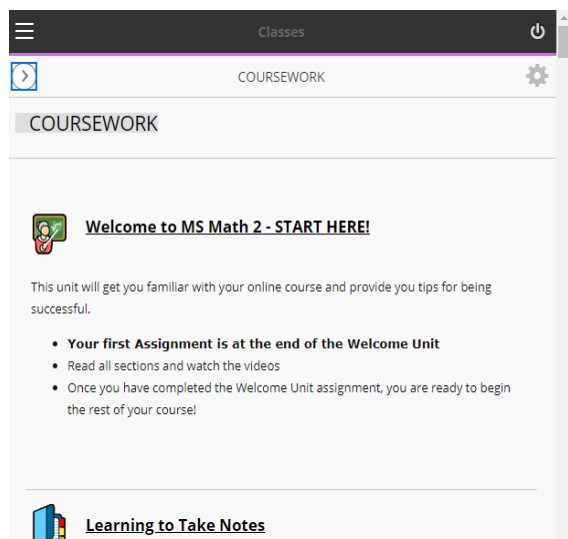 Classes
COURSEWORK
COURSEWORK
Welcome to MS Math 2 - START HERE!
This unit will get you familiar with your online course and provide you tips for being
successful.
• Your first Assignment is at the end of the Welcome Unit
• Read all sections and watch the videos
• Once you have completed the Welcome Unit assignment, you are ready to begin
the rest of your course!
Learning to Take Notes